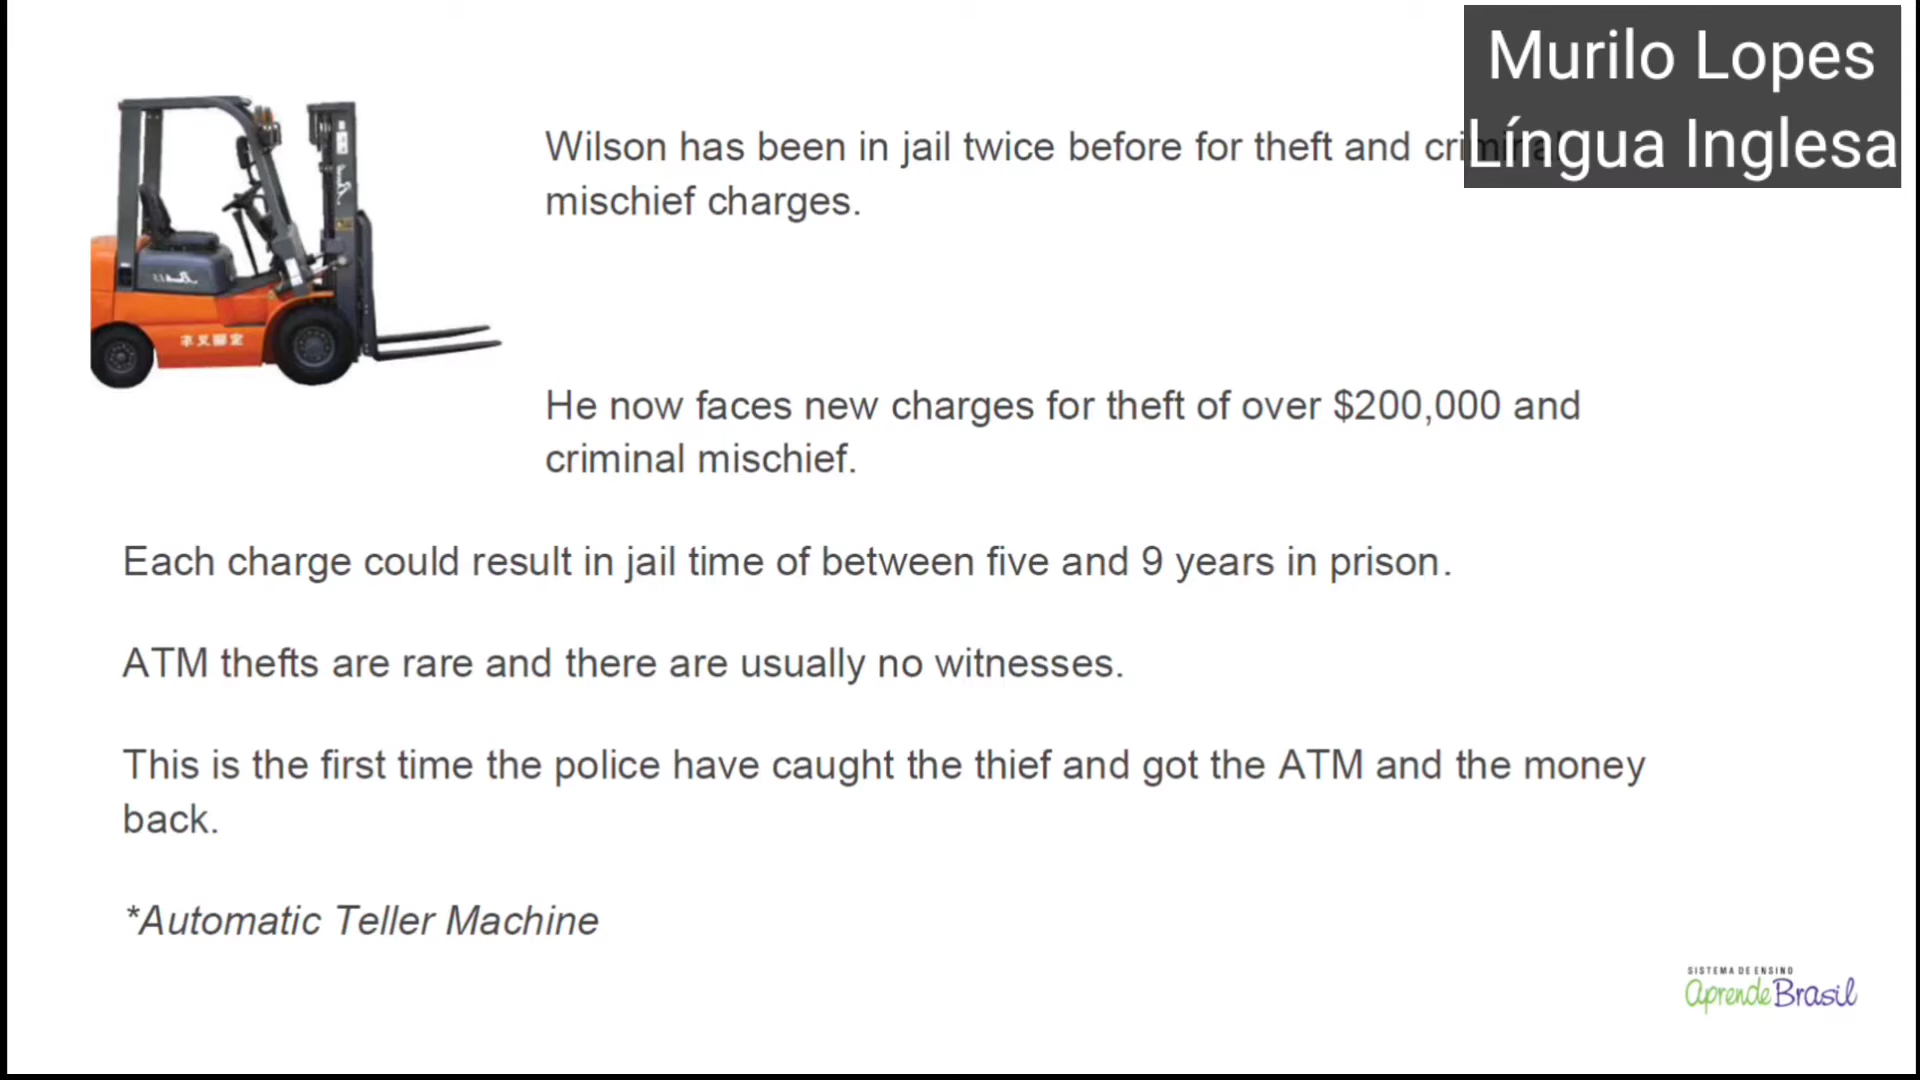 Murilo Lopes
Língua Inglesa
Wilson has been in jail twice before for theft and criminal
mischief charges.
He now faces new charges for theft of over $200,000 and
criminal mischief.
Each charge could result in jail time of between five and 9 years in prison.
ATM thefts are rare and there are usually no witnesses.
This is the first time the police have caught the thief and got the ATM and the money
back.
*Automatic Teller Machine
SISTEMA DE ENSINO
aprende Brasil